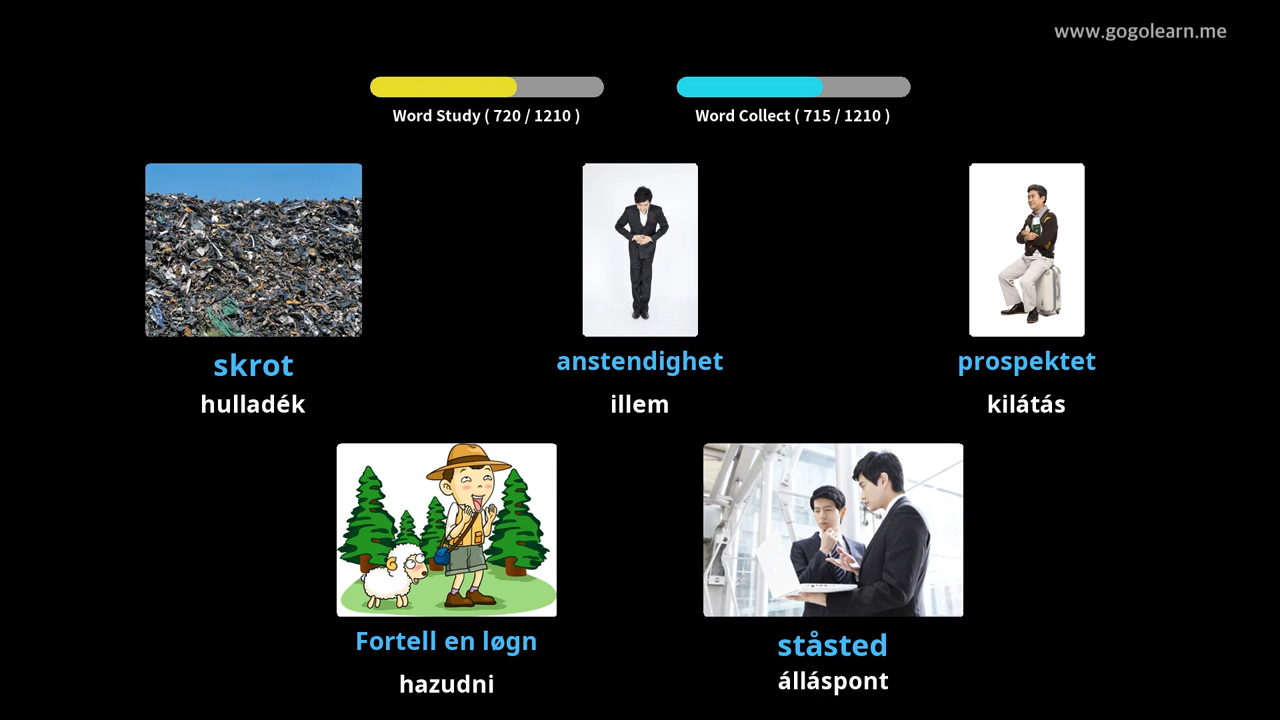 www.gogolearn.me
Word Study ( 720 / 1210 )
Word Collect ( 715 / 1210 )
skrot
hulladék
anstendighet
illem
prospektet
kilátás
Fortell en løgn
hazudni
ståsted
álláspont